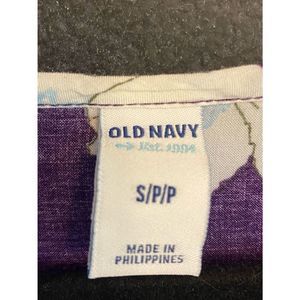 OLD NAVY
Est. 1994
S/P/P
MADE IN
PHILIPPINES